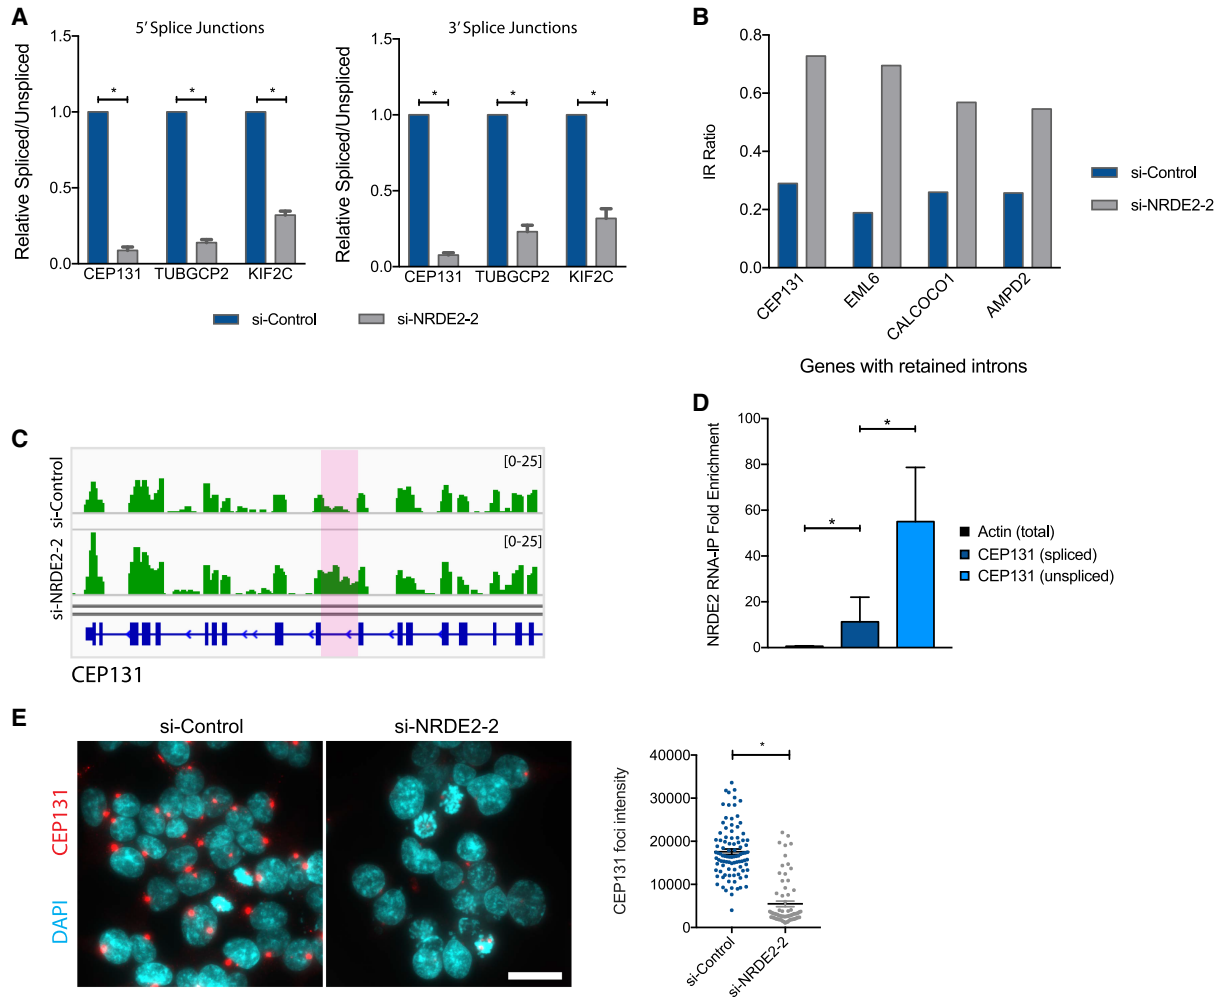 A
5′ Splice Junctions
Relative Spliced/Unspliced
1.5
1.0
0.5
0.0
*
*
*
CEP131
TUBGCP2
KIF2C
3′ Splice Junctions
Relative Spliced/Unspliced
1.5
1.0
0.5
0.0
*
*
*
CEP131
TUBGCP2
KIF2C
si-Control
si-NRDE2-2
B
IR Ratio
0.8
0.6
0.4
0.2
0.0
CEP131
EML6
CALCOCO1
AMPD2
Genes with retained introns
si-Control
si-NRDE2-2
C
si-Control
[0-25]
si-NRDE2-2
[0-25]
CEP131
D
NRDE2 RNA-IP Fold Enrichment
100
80
60
40
20
0
*
*
Actin (total)
CEP131 (spliced)
CEP131 (unspliced)
E
si-Control
si-NRDE2-2
CEP131
DAPI
CEP131 foci intensity
40000
30000
20000
10000
0
*
si-Control
si-NRDE2-2